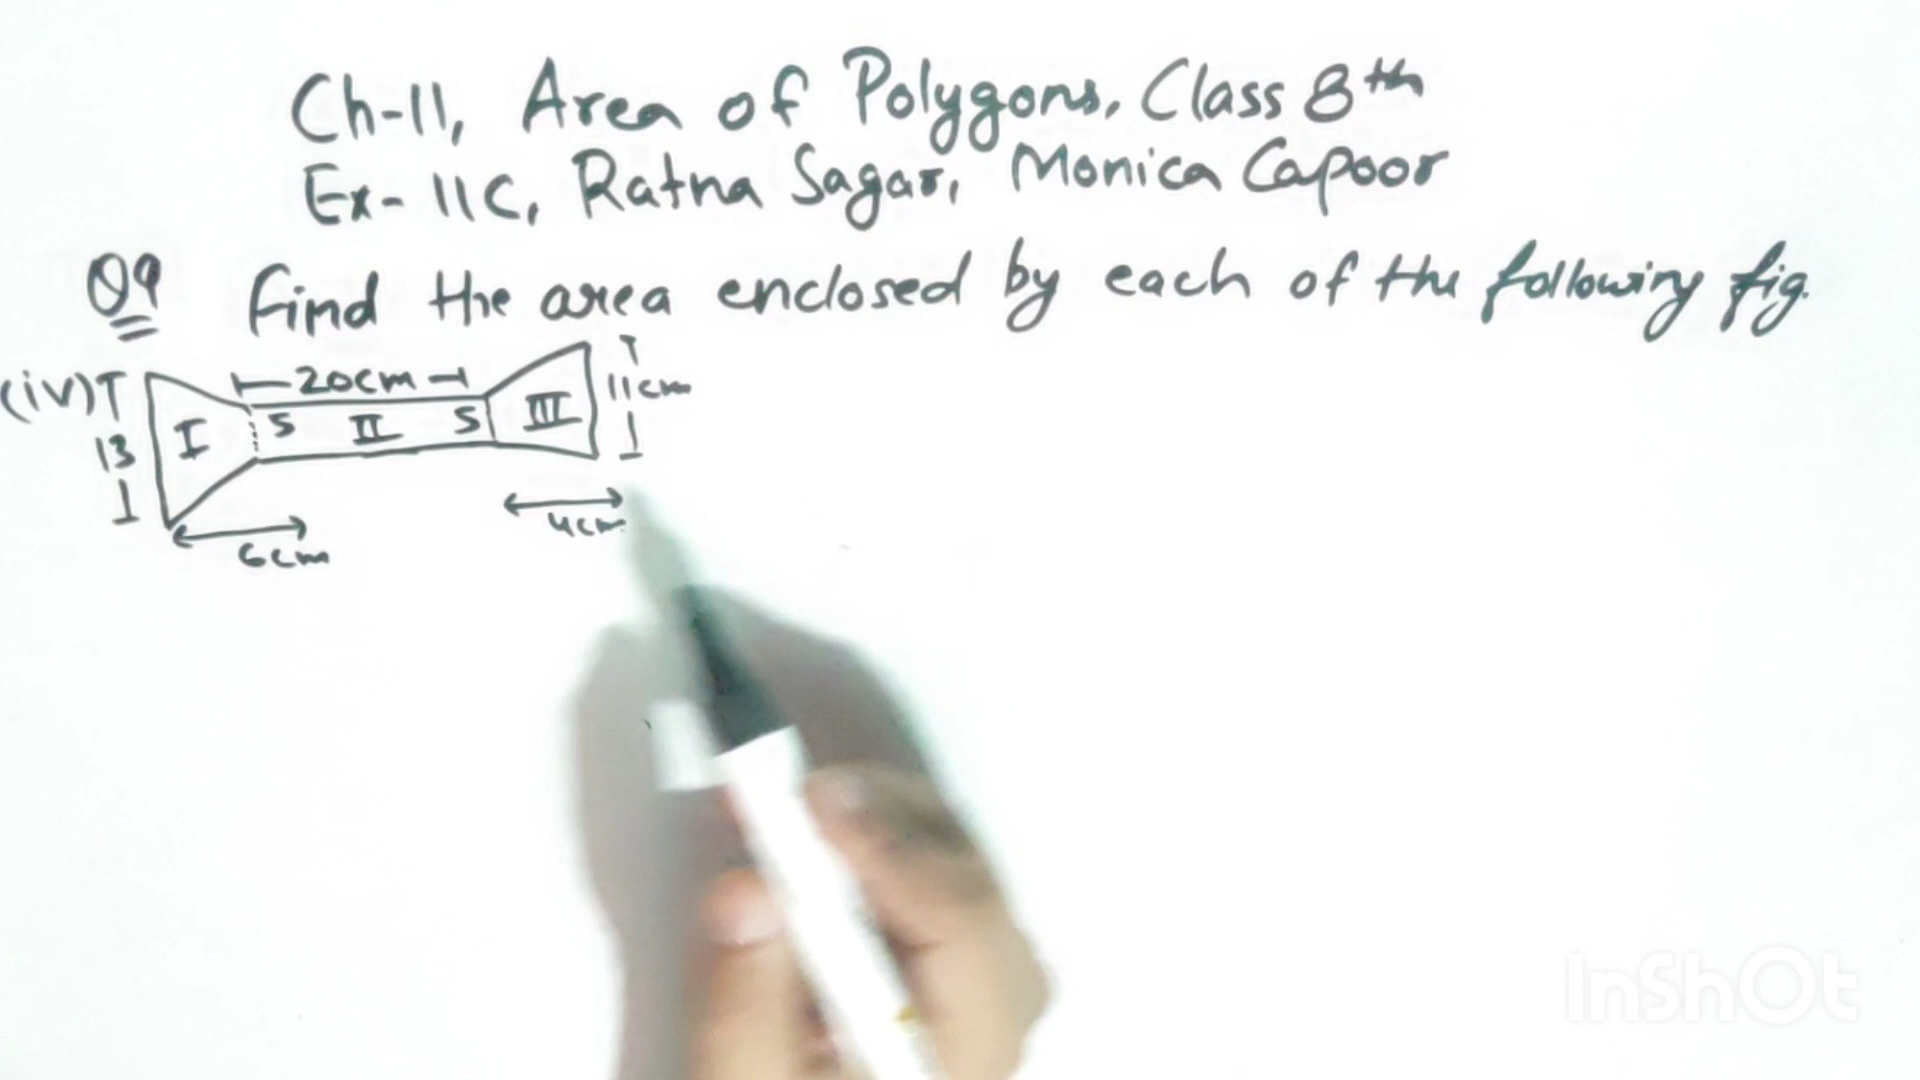 Ch-11, Area of Polygons, Class 8th
Ex- 11C, Ratna Sagar, Monica Capoor
Q9 Find the area enclosed by each of the following fig.
(iv) 20cm
13 I 5 II 5 III 11cm
6cm 4cm
InShOt